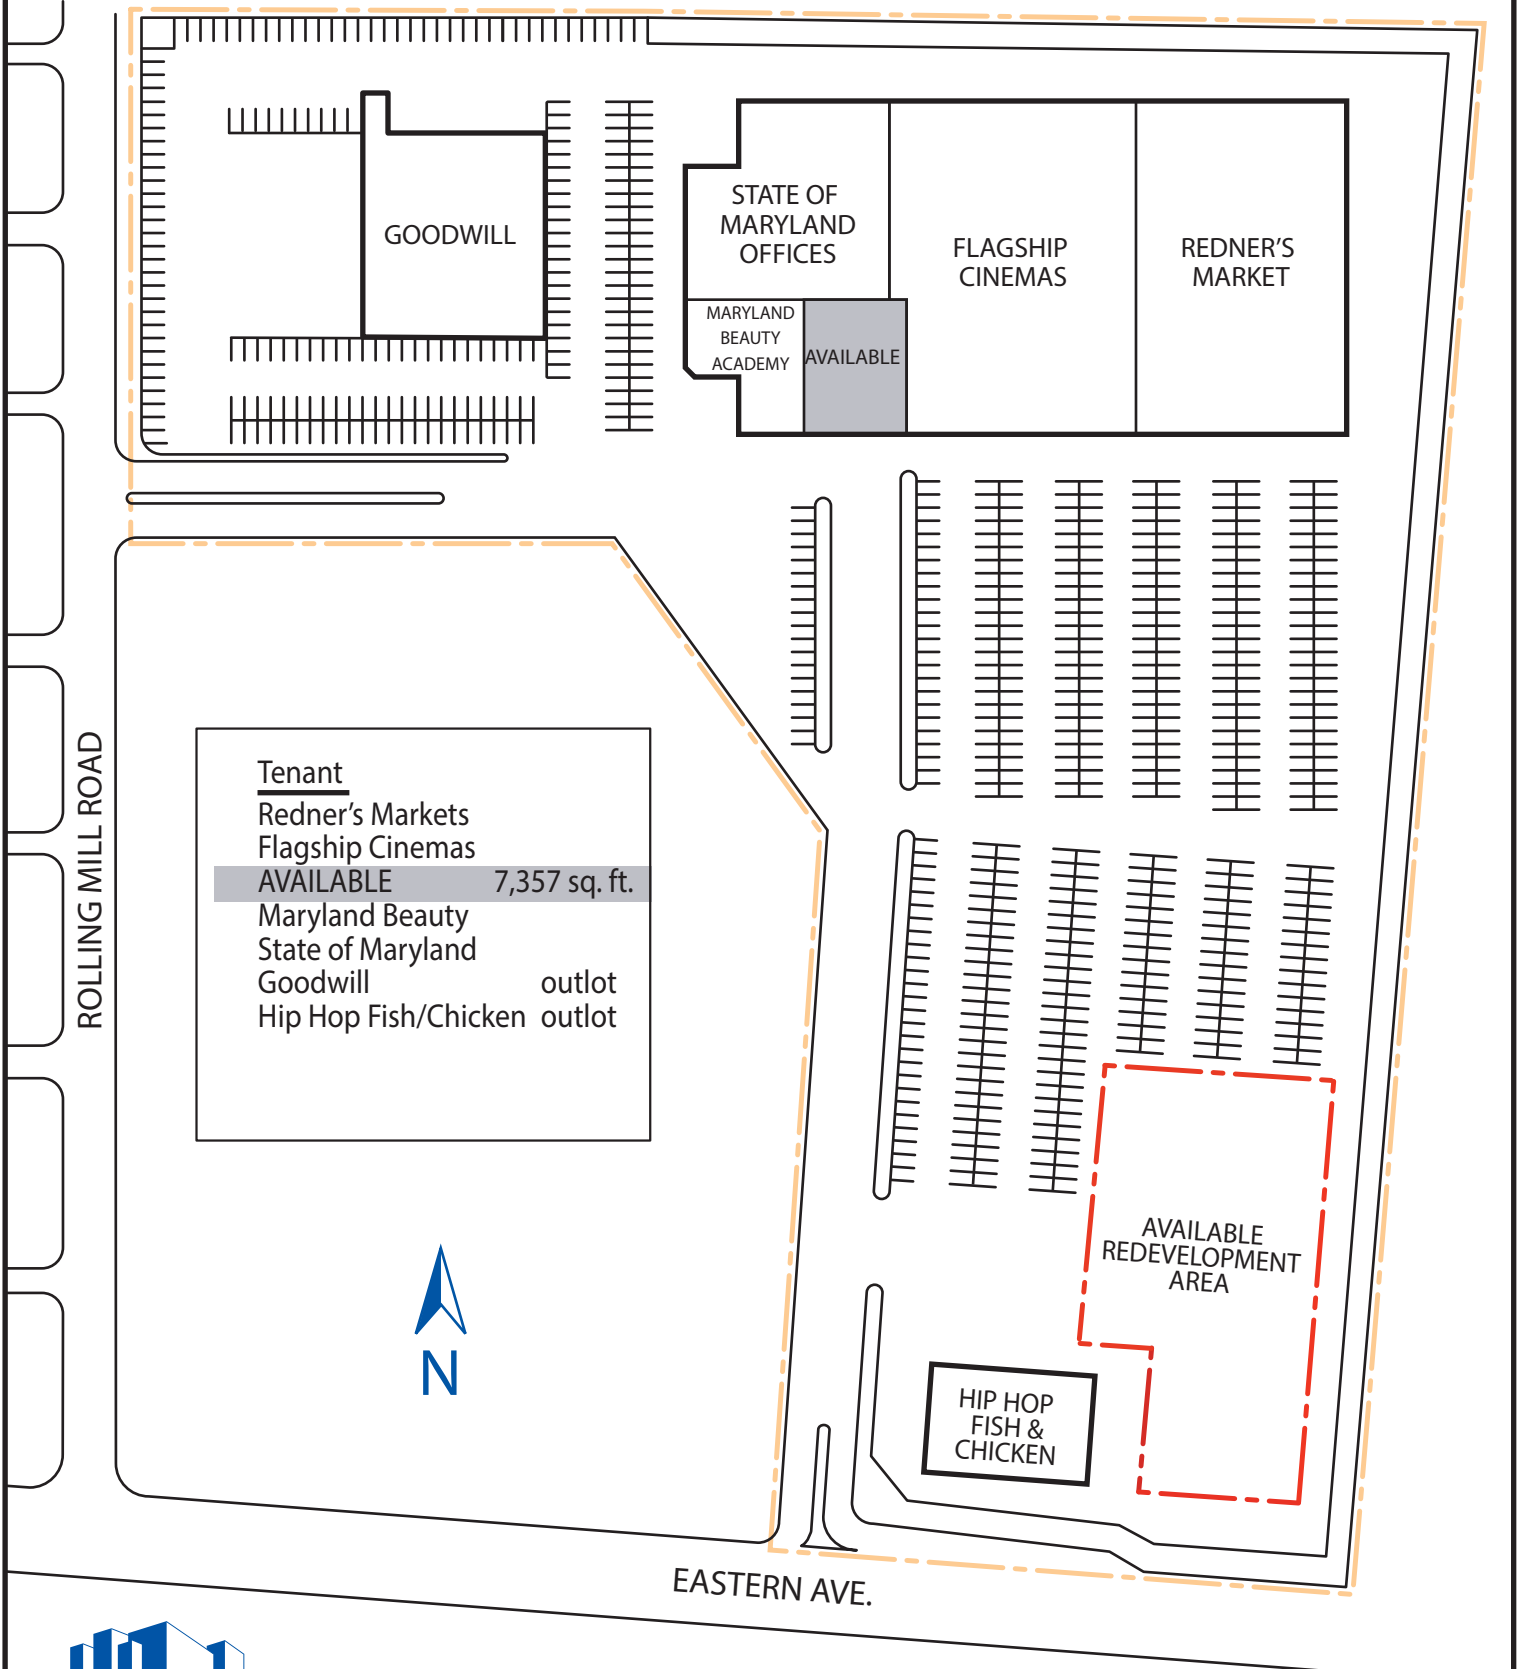 GOODWILL
STATE OF
MARYLAND
OFFICES
FLAGSHIP
CINEMAS
REDNER'S
MARKET
MARYLAND
BEAUTY
ACADEMY
AVAILABLE
ROLLING MILL ROAD
Tenant
Redner's Markets
Flagship Cinemas
AVAILABLE 7,357 sq. ft.
Maryland Beauty
State of Maryland
Goodwill outlot
Hip Hop Fish/Chicken outlot
N
AVAILABLE
REDEVELOPMENT
AREA
HIP HOP
FISH &
CHICKEN
EASTERN AVE.